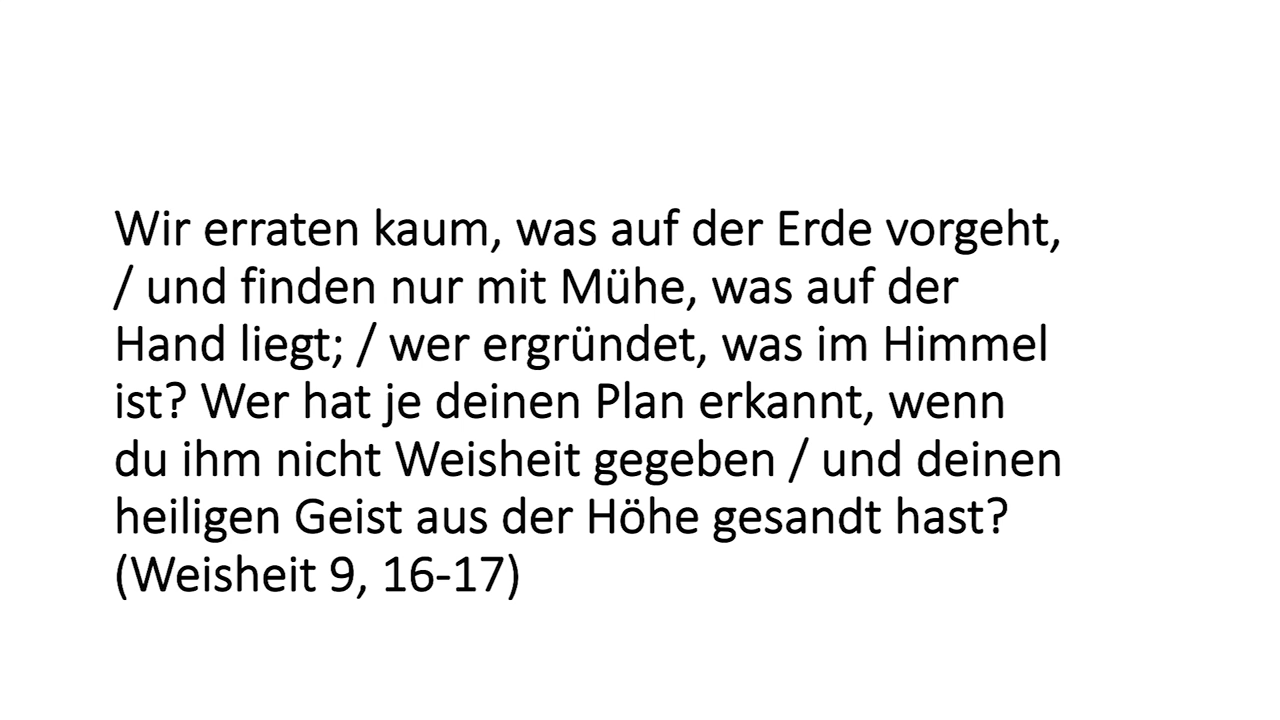 Wir erraten kaum, was auf der Erde vorgeht,
/ und finden nur mit Mühe, was auf der
Hand liegt; / wer ergründet, was im Himmel
ist? Wer hat je deinen Plan erkannt, wenn
du ihm nicht Weisheit gegeben / und deinen
heiligen Geist aus der Höhe gesandt hast?
(Weisheit 9, 16-17)